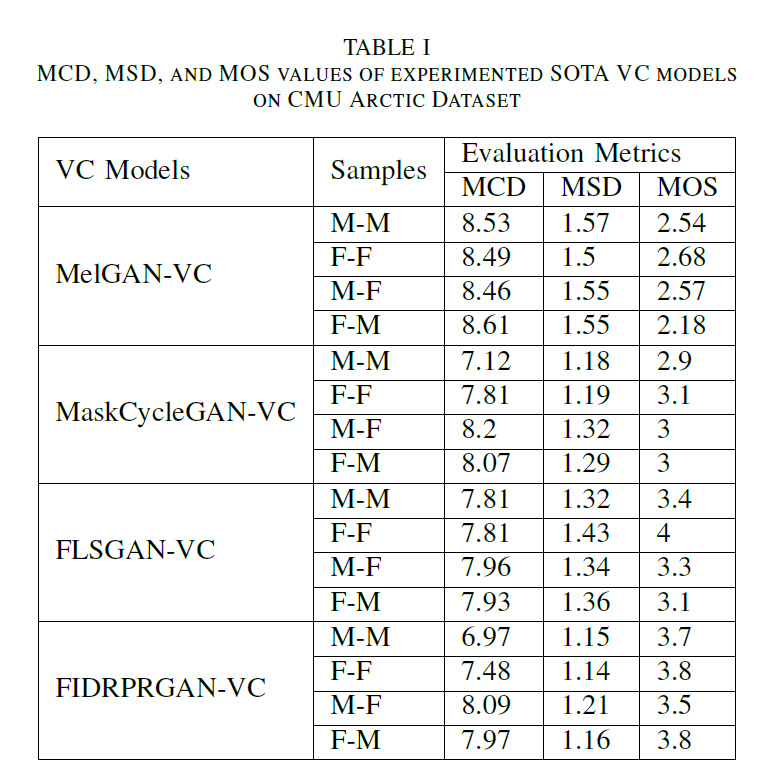 TABLE I
MCD, MSD, AND MOS VALUES OF EXPERIMENTED SOTA VC MODELS
ON CMU ARCTIC DATASET
VC Models Samples Evaluation Metrics
MCD MSD MOS
MelGAN-VC
M-M 8.53 1.57 2.54
F-F 8.49 1.5 2.68
M-F 8.46 1.55 2.57
F-M 8.61 1.55 2.18
MaskCycleGAN-VC
M-M 7.12 1.18 2.9
F-F 7.81 1.19 3.1
M-F 8.2 1.32 3
F-M 8.07 1.29 3
FLSGAN-VC
M-M 7.81 1.32 3.4
F-F 7.81 1.43 4
M-F 7.96 1.34 3.3
F-M 7.93 1.36 3.1
FIDRPRGAN-VC
M-M 6.97 1.15 3.7
F-F 7.48 1.14 3.8
M-F 8.09 1.21 3.5
F-M 7.97 1.16 3.8